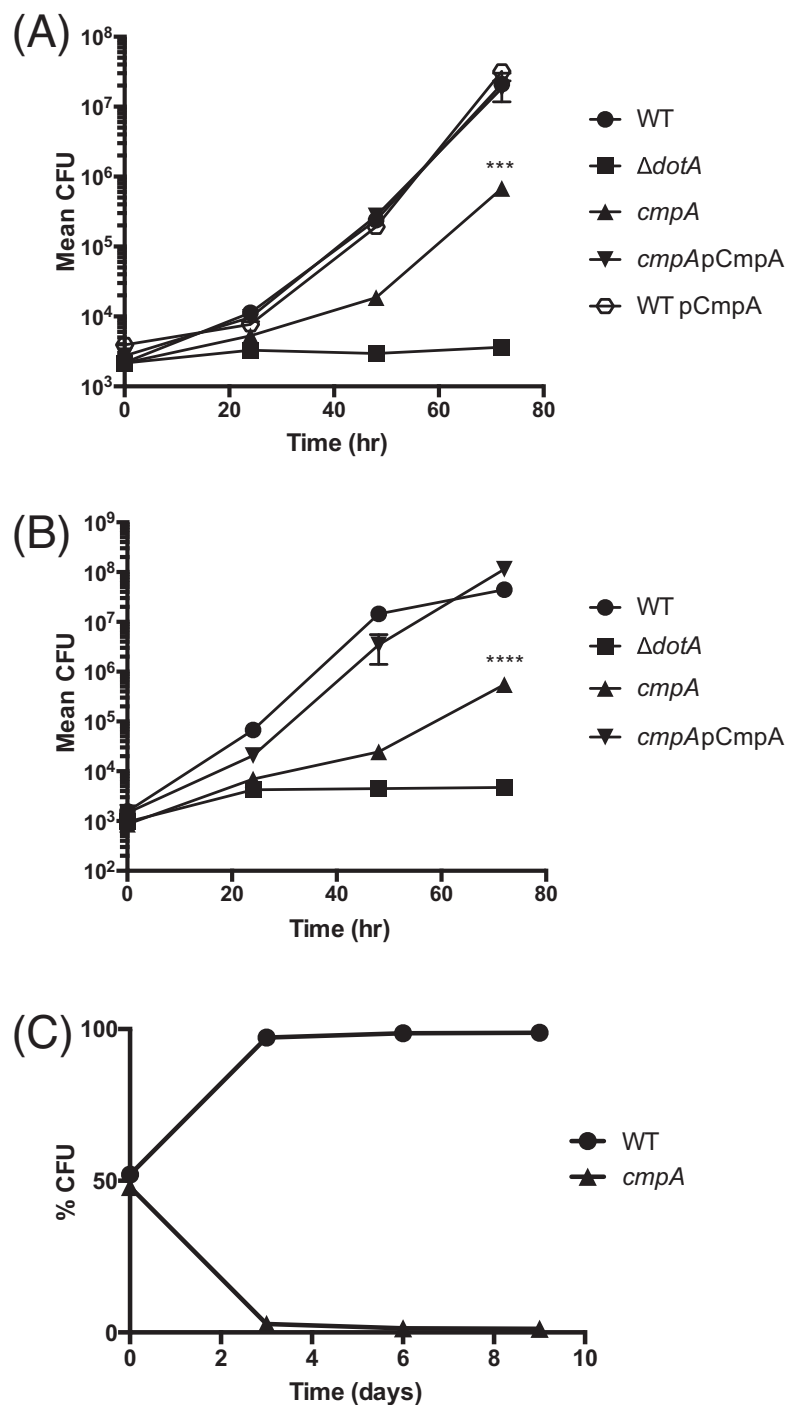 (A)
10⁸
10⁷
10⁶
10⁵
10⁴
10³
Mean CFU
***
0 20 40 60 80
Time (hr)
WT
ΔdotA
cmpA
cmpApCmpA
WT pCmpA
(B)
10⁹
10⁸
10⁷
10⁶
10⁵
10⁴
10³
10²
Mean CFU
****
0 20 40 60 80
Time (hr)
WT
ΔdotA
cmpA
cmpApCmpA
(C)
100
50
0
% CFU
0 2 4 6 8 10
Time (days)
WT
cmpA